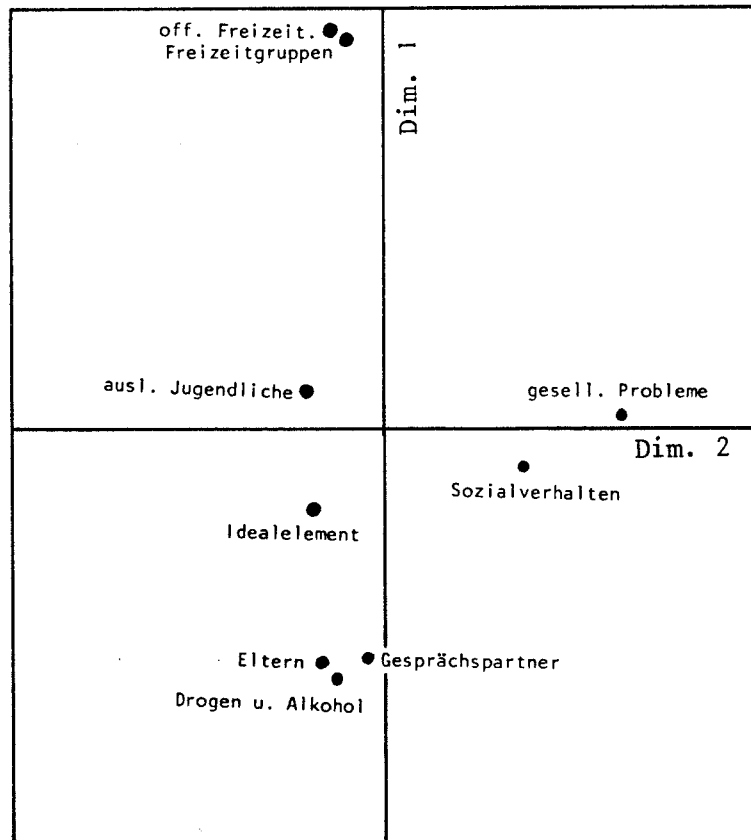 off. Freizeit.
Freizeitgruppen
Dim. 1
ausl. Jugendliche
gesell. Probleme
Dim. 2
Sozialverhalten
Idealelement
Eltern
Gesprächspartner
Drogen u. Alkohol